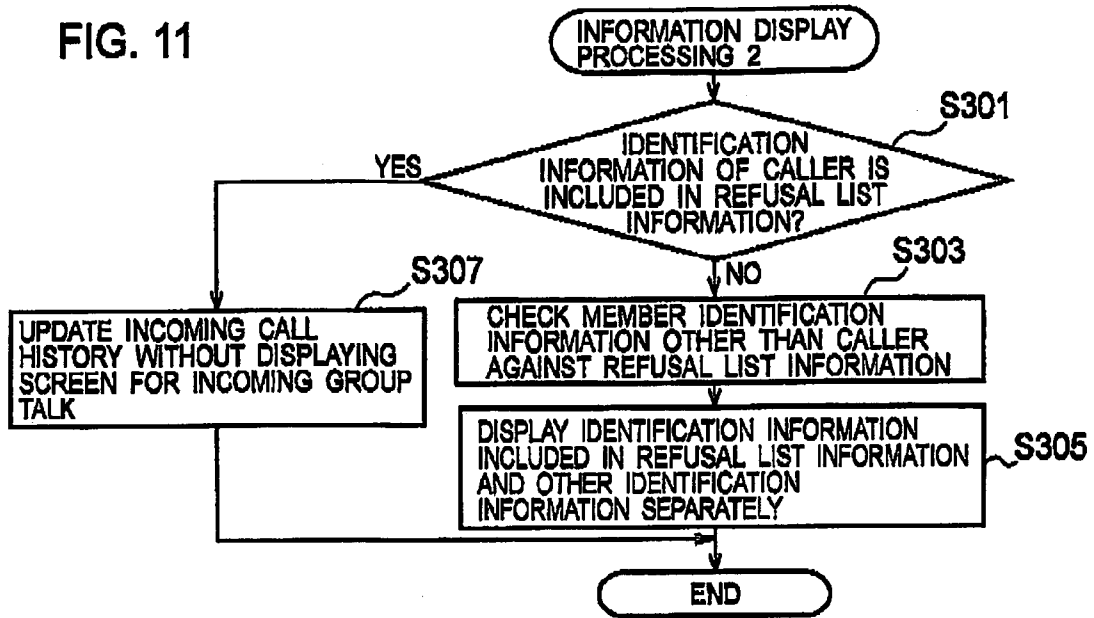 FIG. 11
INFORMATION DISPLAY
PROCESSING 2
S301
IDENTIFICATION
INFORMATION OF CALLER IS
INCLUDED IN REFUSAL LIST
INFORMATION?
YES
NO
S307
UPDATE INCOMING CALL
HISTORY WITHOUT DISPLAYING
SCREEN FOR INCOMING GROUP
TALK
S303
CHECK MEMBER IDENTIFICATION
INFORMATION OTHER THAN CALLER
AGAINST REFUSAL LIST INFORMATION
DISPLAY IDENTIFICATION INFORMATION
INCLUDED IN REFUSAL LIST INFORMATION
AND OTHER IDENTIFICATION
INFORMATION SEPARATELY
S305
END